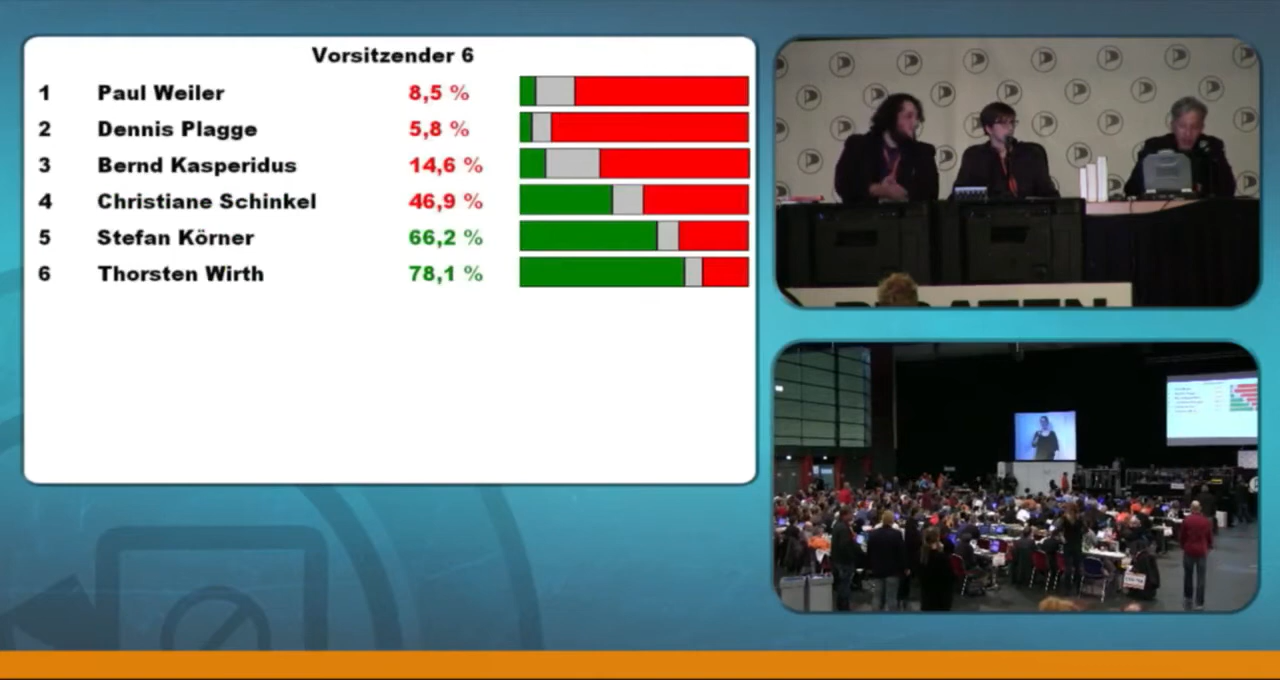 Vorsitzender 6
1 Paul Weiler 8,5 %
2 Dennis Plagge 5,8 %
3 Bernd Kasperidus 14,6 %
4 Christiane Schinkel 46,9 %
5 Stefan Körner 66,2 %
6 Thorsten Wirth 78,1 %